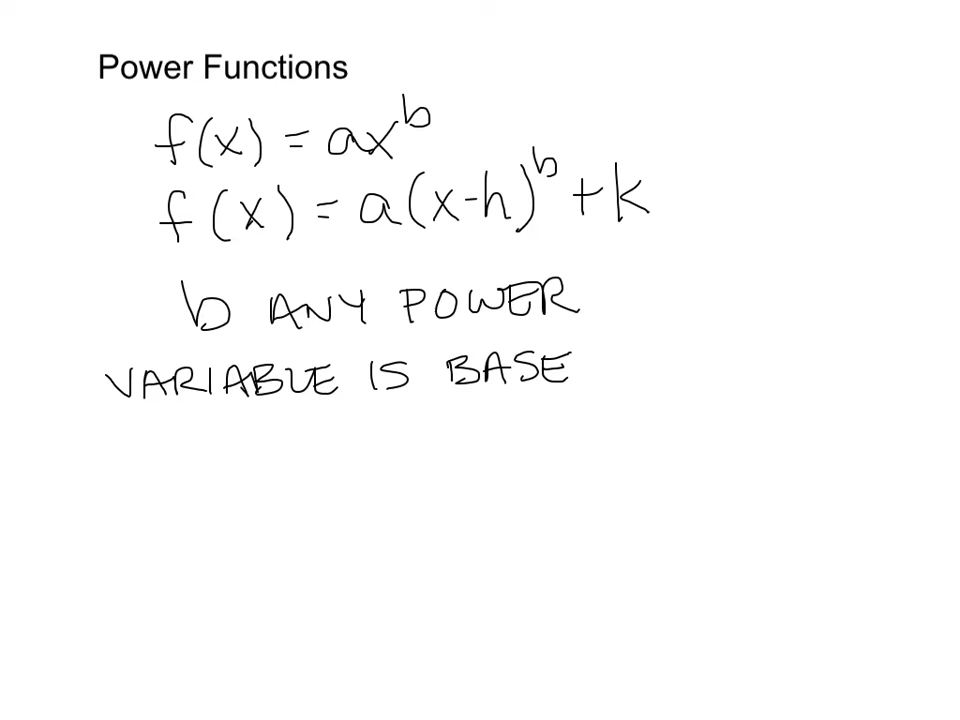 Power Functions
f(x) = ax^b
f(x) = a(x-h)^b + k
b ANY POWER
VARIABLE IS BASE